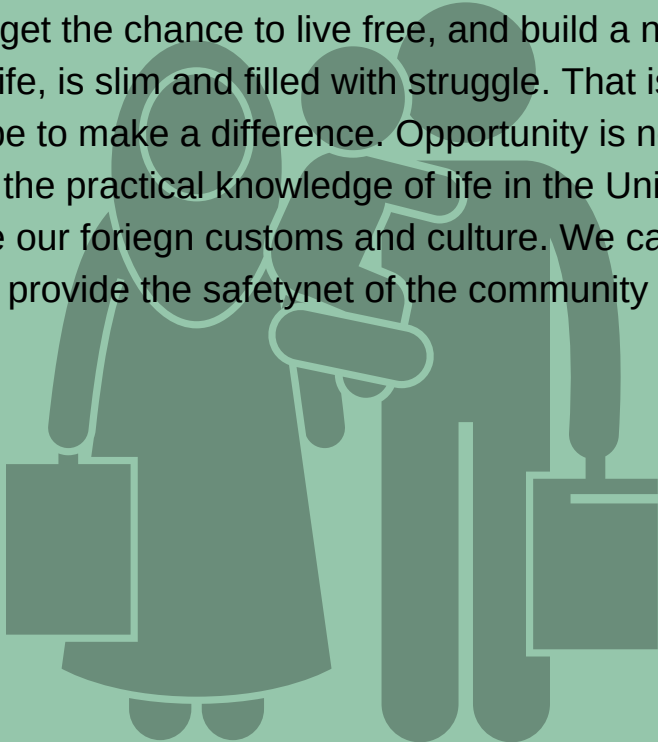 get the chance to live free, and build a n
ife, is slim and filled with struggle. That is
pe to make a difference. Opportunity is n
the practical knowledge of life in the Uni
e our foriegn customs and culture. We ca
provide the safetynet of the community